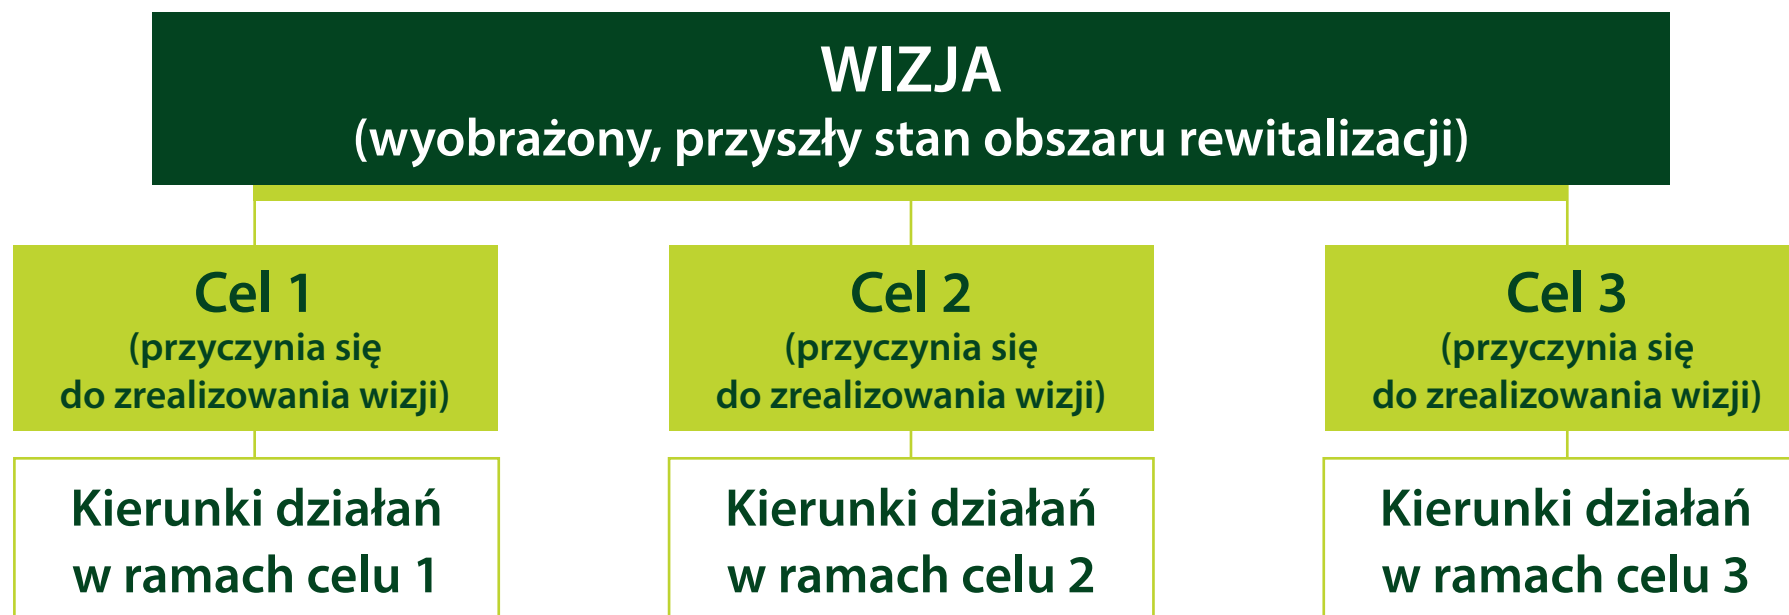 WIZJA
(wyobrażony, przyszły stan obszaru rewitalizacji)
Cel 1
(przyczynia się
do zrealizowania wizji)
Cel 2
(przyczynia się
do zrealizowania wizji)
Cel 3
(przyczynia się
do zrealizowania wizji)
Kierunki działań
w ramach celu 1
Kierunki działań
w ramach celu 2
Kierunki działań
w ramach celu 3